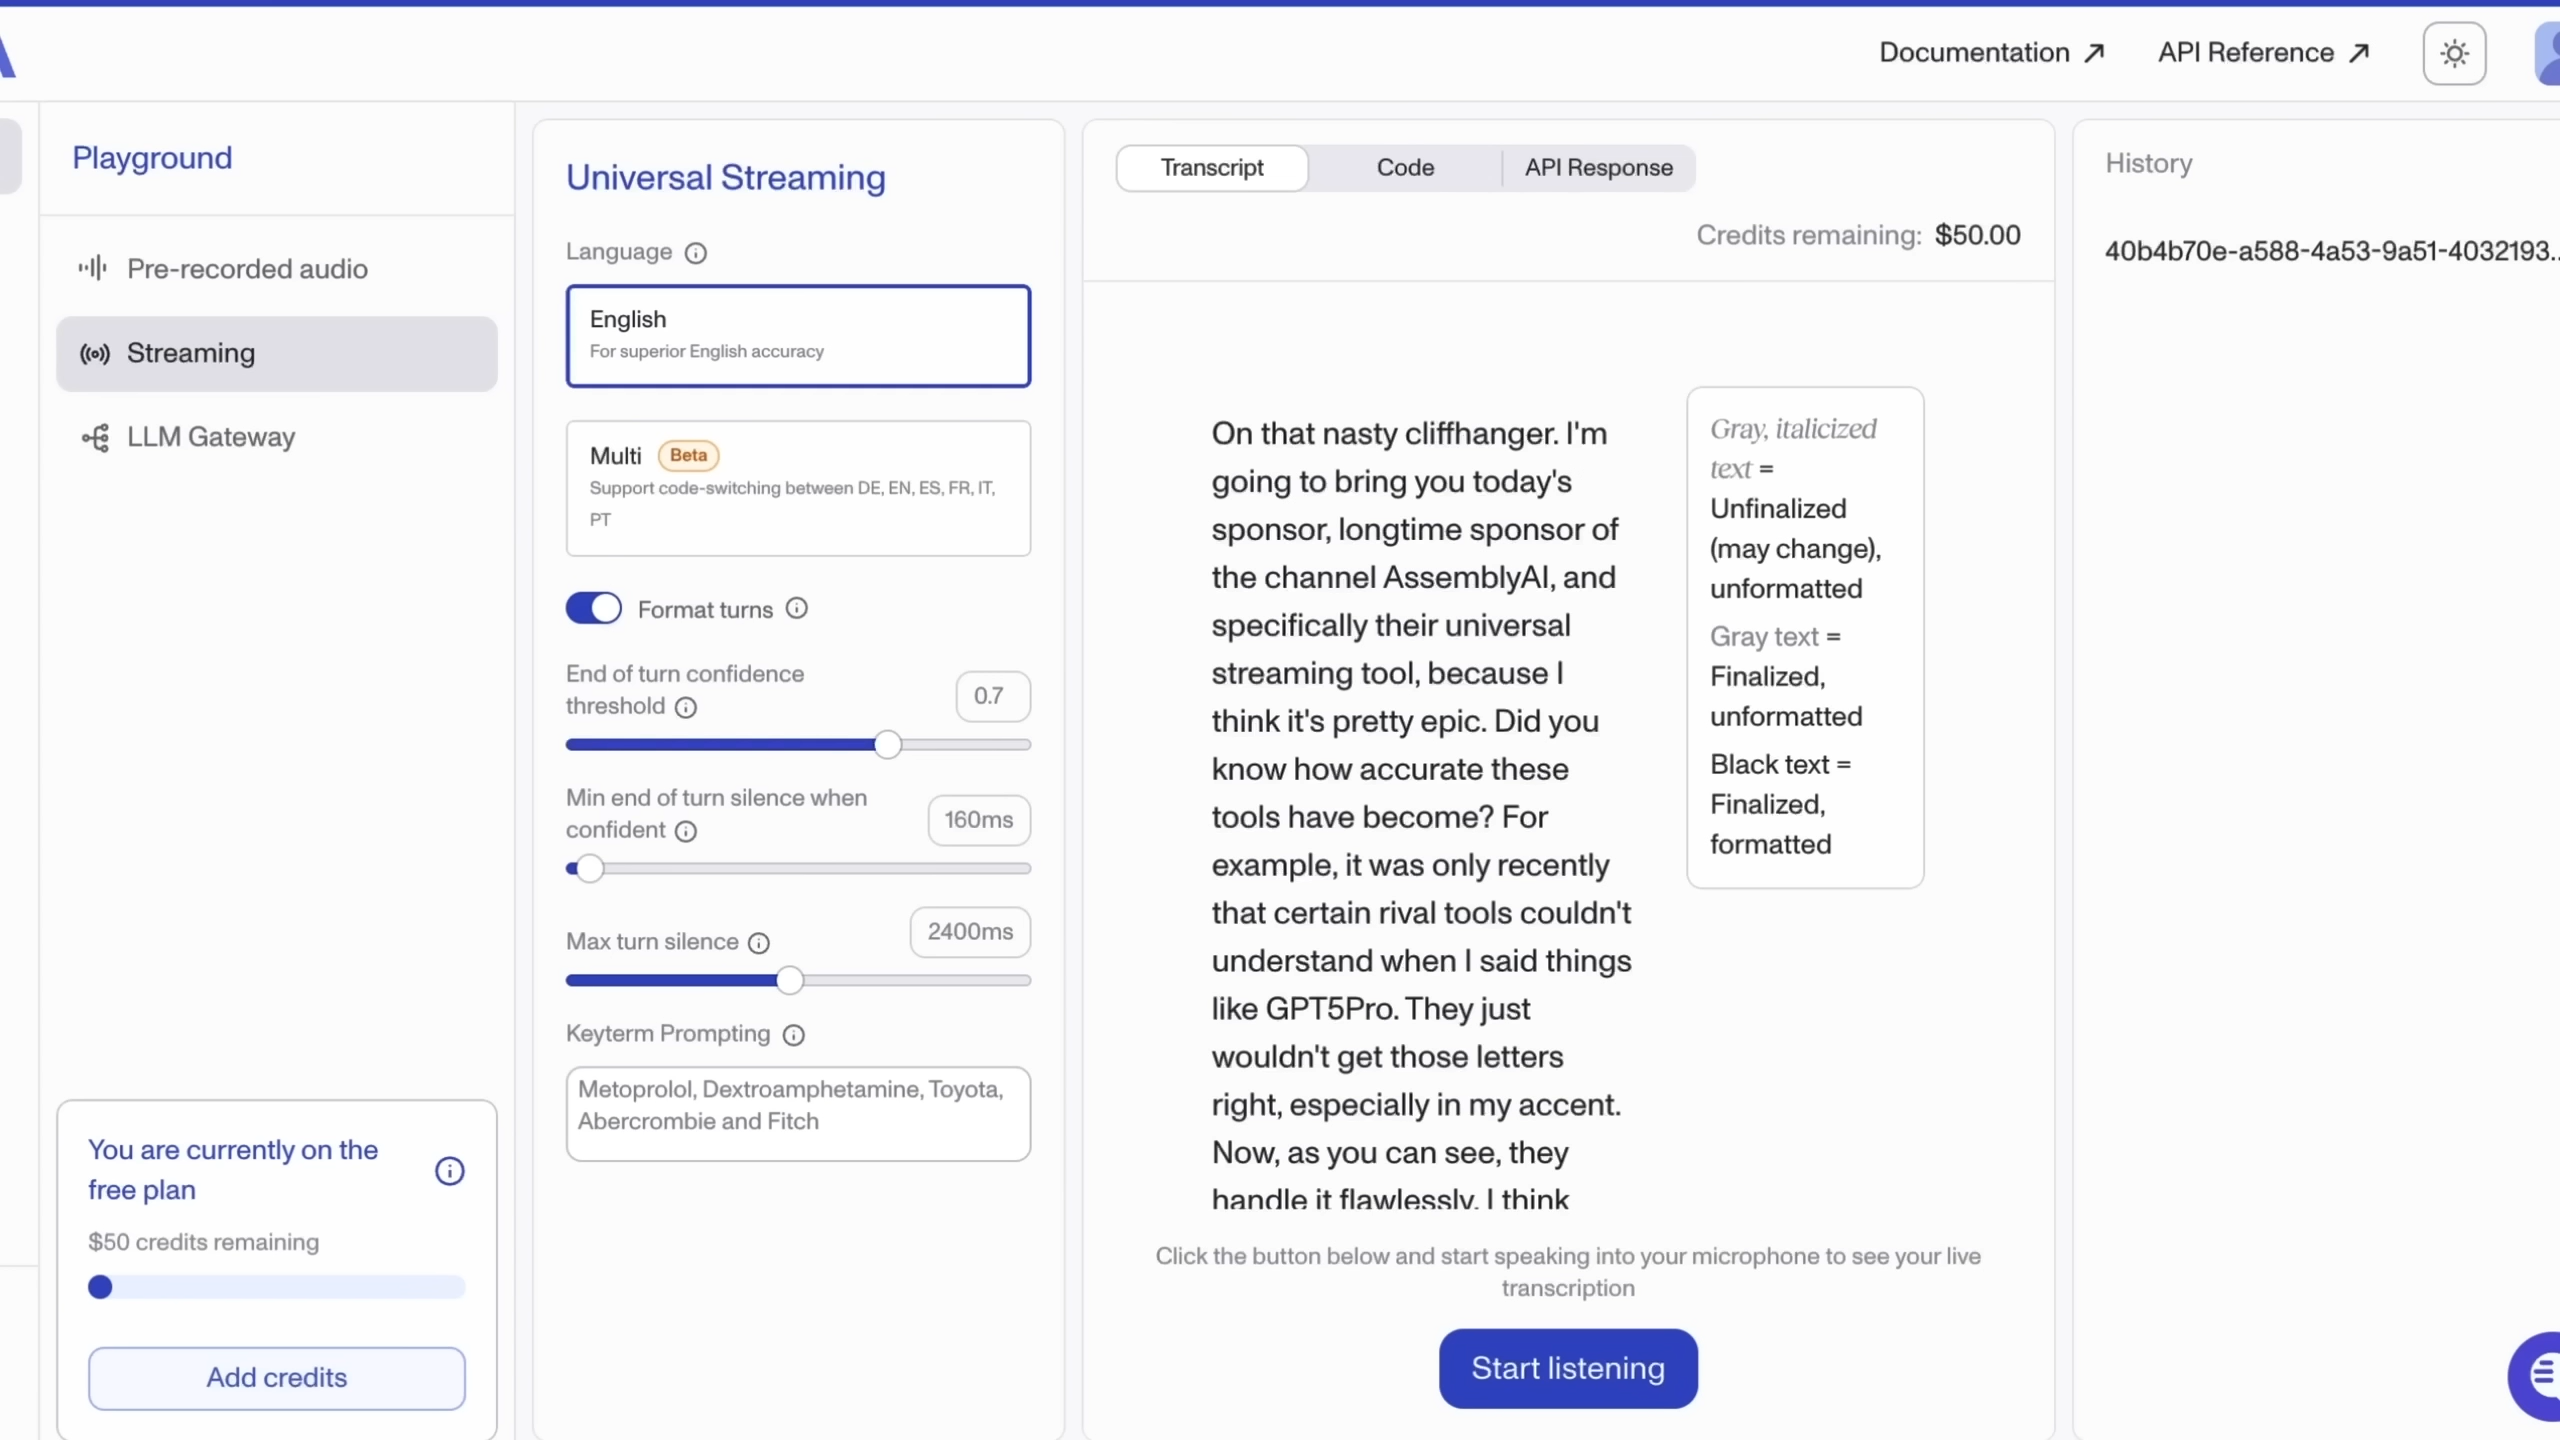 Documentation
API Reference
Playground
Pre-recorded audio
Streaming
LLM Gateway
You are currently on the
free plan
$50 credits remaining
Add credits
Universal Streaming
Language
English
For superior English accuracy
Multi Beta
Support code-switching between DE, EN, ES, FR, IT,
PT
Format turns
End of turn confidence
threshold
0.7
Min end of turn silence when
confident
160ms
Max turn silence
2400ms
Keyterm Prompting
Metoprolol, Dextroamphetamine, Toyota,
Abercrombie and Fitch
Transcript Code API Response
Credits remaining: $50.00
On that nasty cliffhanger. I'm
going to bring you today's
sponsor, longtime sponsor of
the channel AssemblyAI, and
specifically their universal
streaming tool, because I
think it's pretty epic. Did you
know how accurate these
tools have become? For
example, it was only recently
that certain rival tools couldn't
understand when I said things
like GPT5Pro. They just
wouldn't get those letters
right, especially in my accent.
Now, as you can see, they
handle it flawlessly. I think
Gray, italicized
text =
Unfinalized
(may change),
unformatted
Gray text =
Finalized,
unformatted
Black text =
Finalized,
formatted
Click the button below and start speaking into your microphone to see your live
transcription
Start listening
History
40b4b70e-a588-4a53-9a51-4032193..